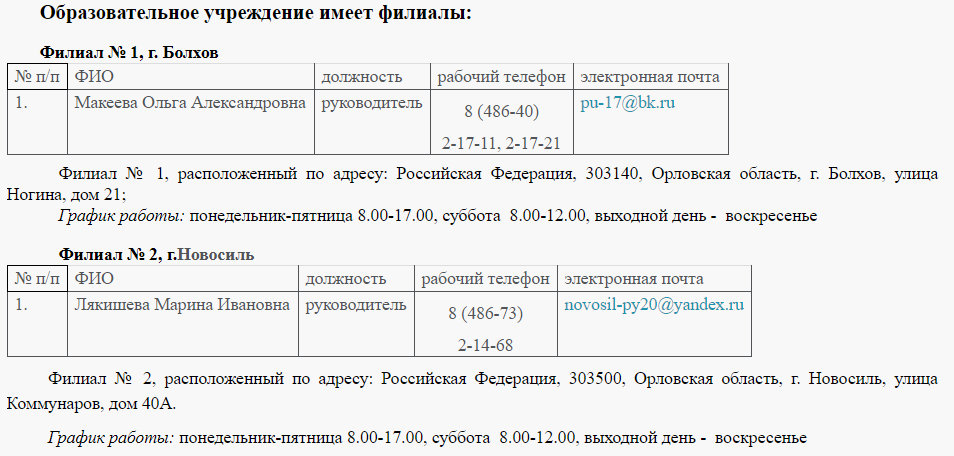 Образовательное учреждение имеет филиалы:
Филиал № 1, г. Болхов
№ п/п ФИО должность рабочий телефон электронная почта
1. Макеева Ольга Александровна руководитель 8 (486-40) pu-17@bk.ru
2-17-11, 2-17-21
Филиал № 1, расположенный по адресу: Российская Федерация, 303140, Орловская область, г. Болхов, улица
Ногина, дом 21;
График работы: понедельник-пятница 8.00-17.00, суббота 8.00-12.00, выходной день - воскресенье
Филиал № 2, г.Новосиль
№ п/п ФИО должность рабочий телефон электронная почта
1. Лякишева Марина Ивановна руководитель 8 (486-73) novosil-py20@yandex.ru
2-14-68
Филиал № 2, расположенный по адресу: Российская Федерация, 303500, Орловская область, г. Новосиль, улица
Коммунаров, дом 40А.
График работы: понедельник-пятница 8.00-17.00, суббота 8.00-12.00, выходной день - воскресенье